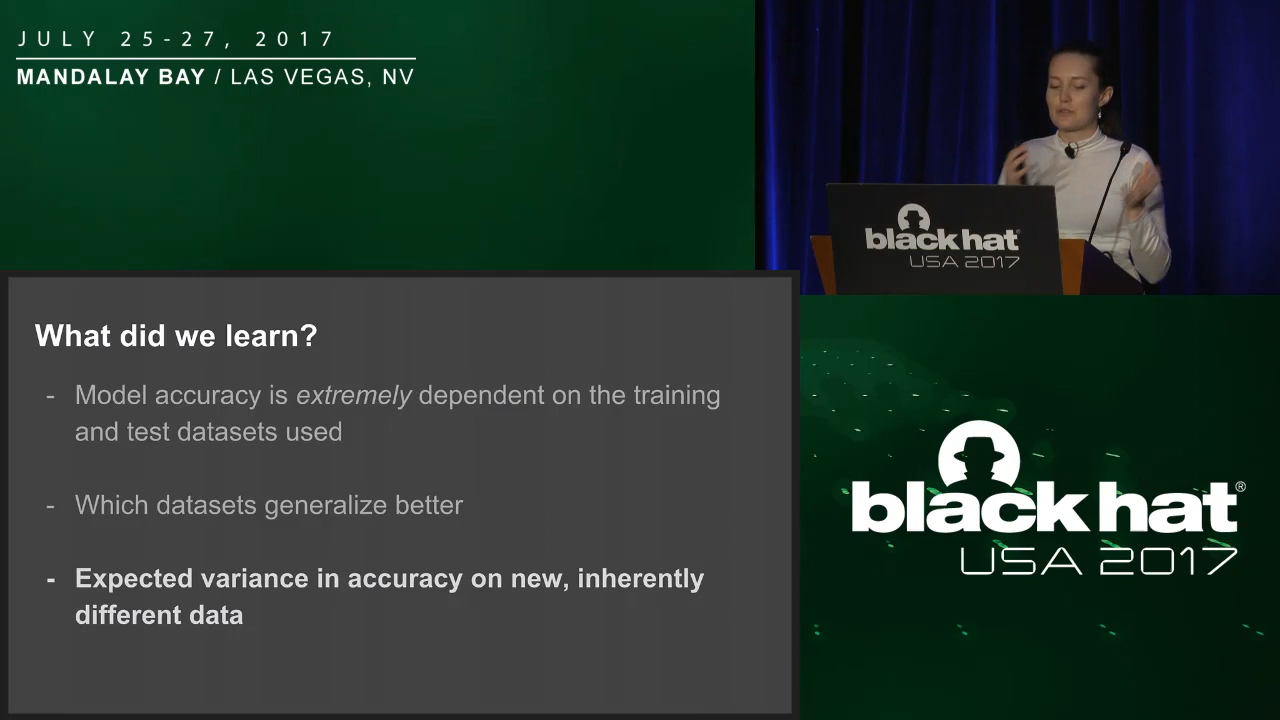 JULY 25-27, 2017
MANDALAY BAY / LAS VEGAS, NV
black hat
USA 2017
What did we learn?
- Model accuracy is extremely dependent on the training
and test datasets used
- Which datasets generalize better
- Expected variance in accuracy on new, inherently
different data
black hat®
USA 2017